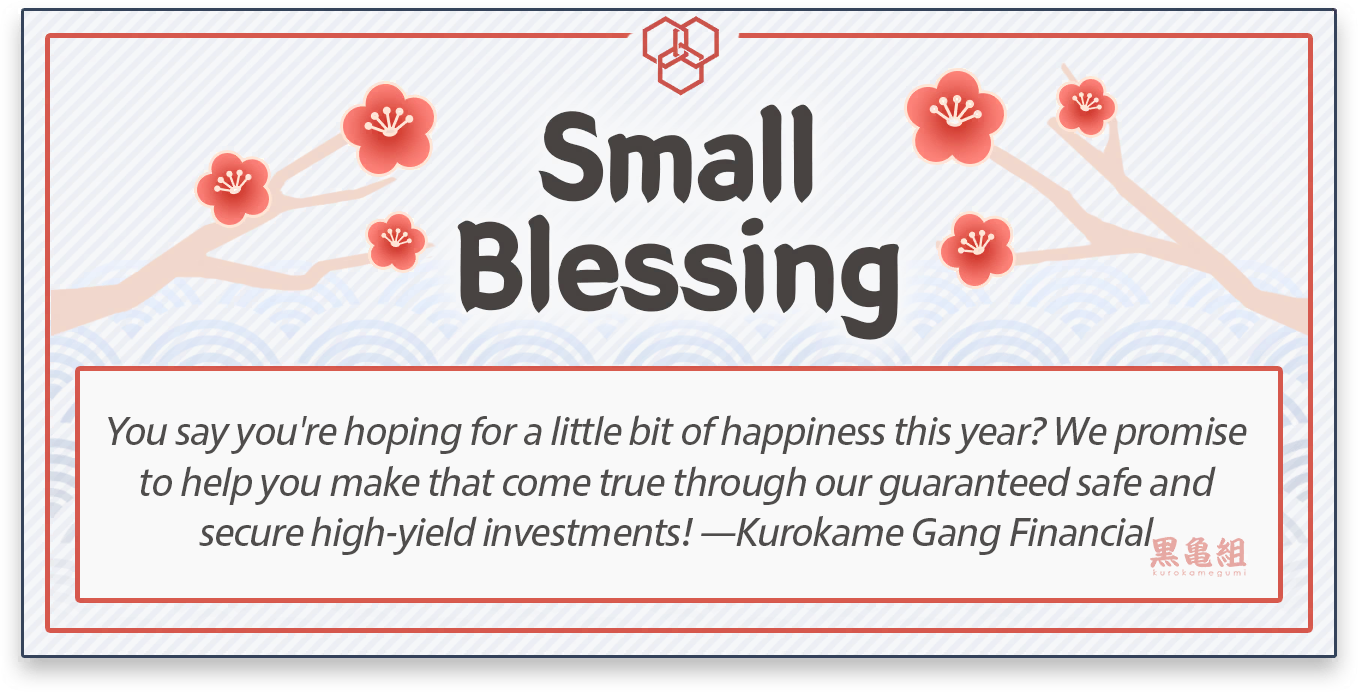 Small
Blessing
You say you're hoping for a little bit of happiness this year? We promise
to help you make that come true through our guaranteed safe and
secure high-yield investments! —Kurokame Gang Financial
黒亀組
kurokamegumi